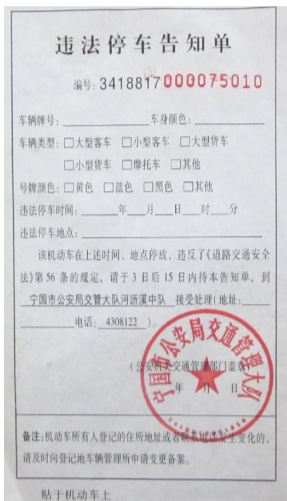 违法停车告知单
编号: 3418817000075010
车辆牌号: 车身颜色:
车辆类型: □大型客车 □小型客车 □大型货车
□小型货车 □摩托车 □其他
号牌颜色: □黄色 □蓝色 □黑色 □其他
违法停车时间: 年 月 日 时 分
违法停车地点:
该机动车在上述时间、地点停放，违反了《道路交通安全
法》第 56 条的规定，请于 3 日后 15 日内持本告知单，到
宁国市公安局交管大队河沥溪中队 接受处理(地址:
电话: 4308122 )。
宁国市公安局交通管理大队
(公安机关交通管理部门盖章)
年 月 日
备注: 机动车所有人登记的住所地址或者联系电话发生变化的，
请及时向登记地车辆管理所申请变更备案。
贴于机动车上